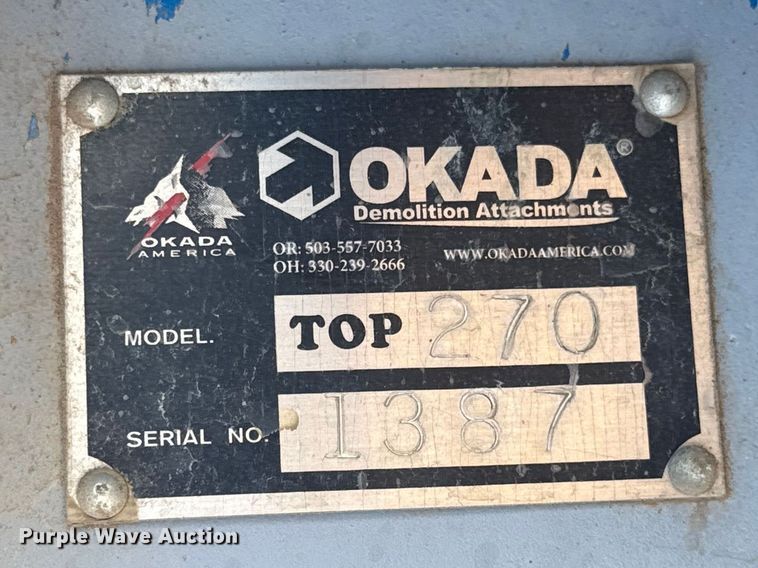 OKADA®
Demolition Attachments
OKADA
AMERICA
OR: 503-557-7033
OH: 330-239-2666
WWW.OKADAAMERICA.COM
MODEL. TOP 270
SERIAL NO. 1387
Purple Wave Auction